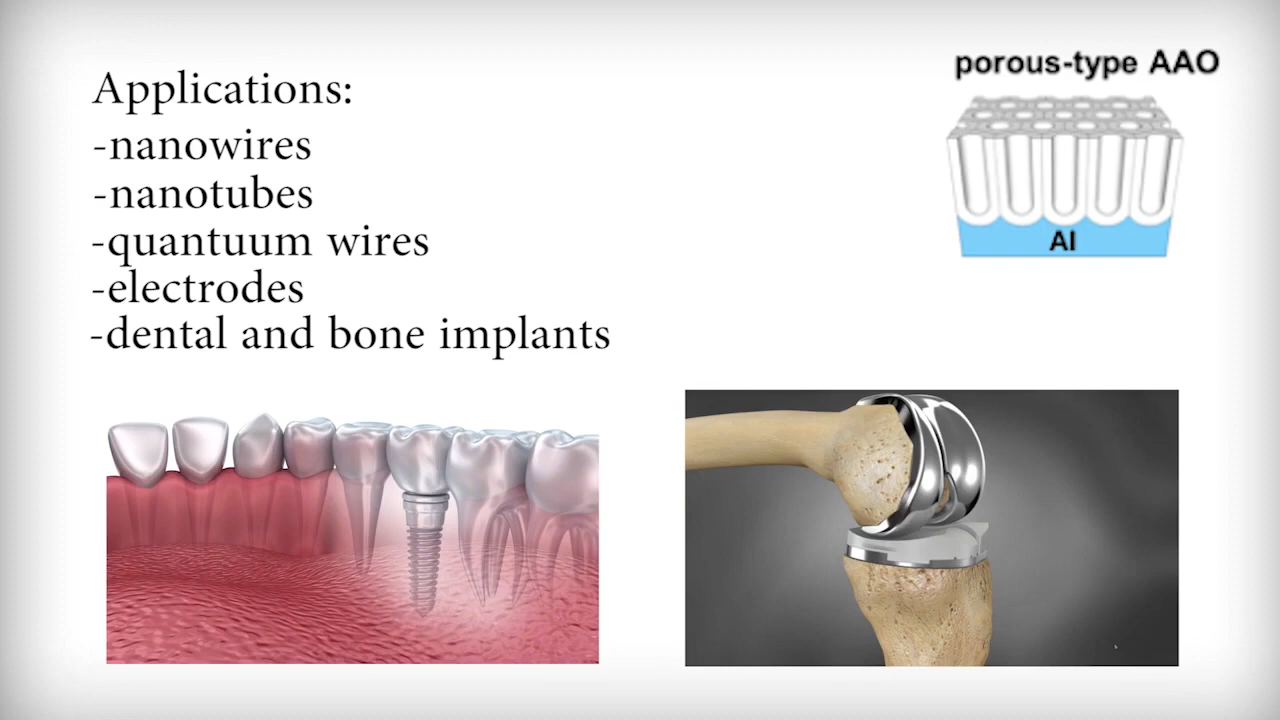 Applications:
-nanowires
-nanotubes
-quantuum wires
-electrodes
-dental and bone implants
porous-type AAO
Al